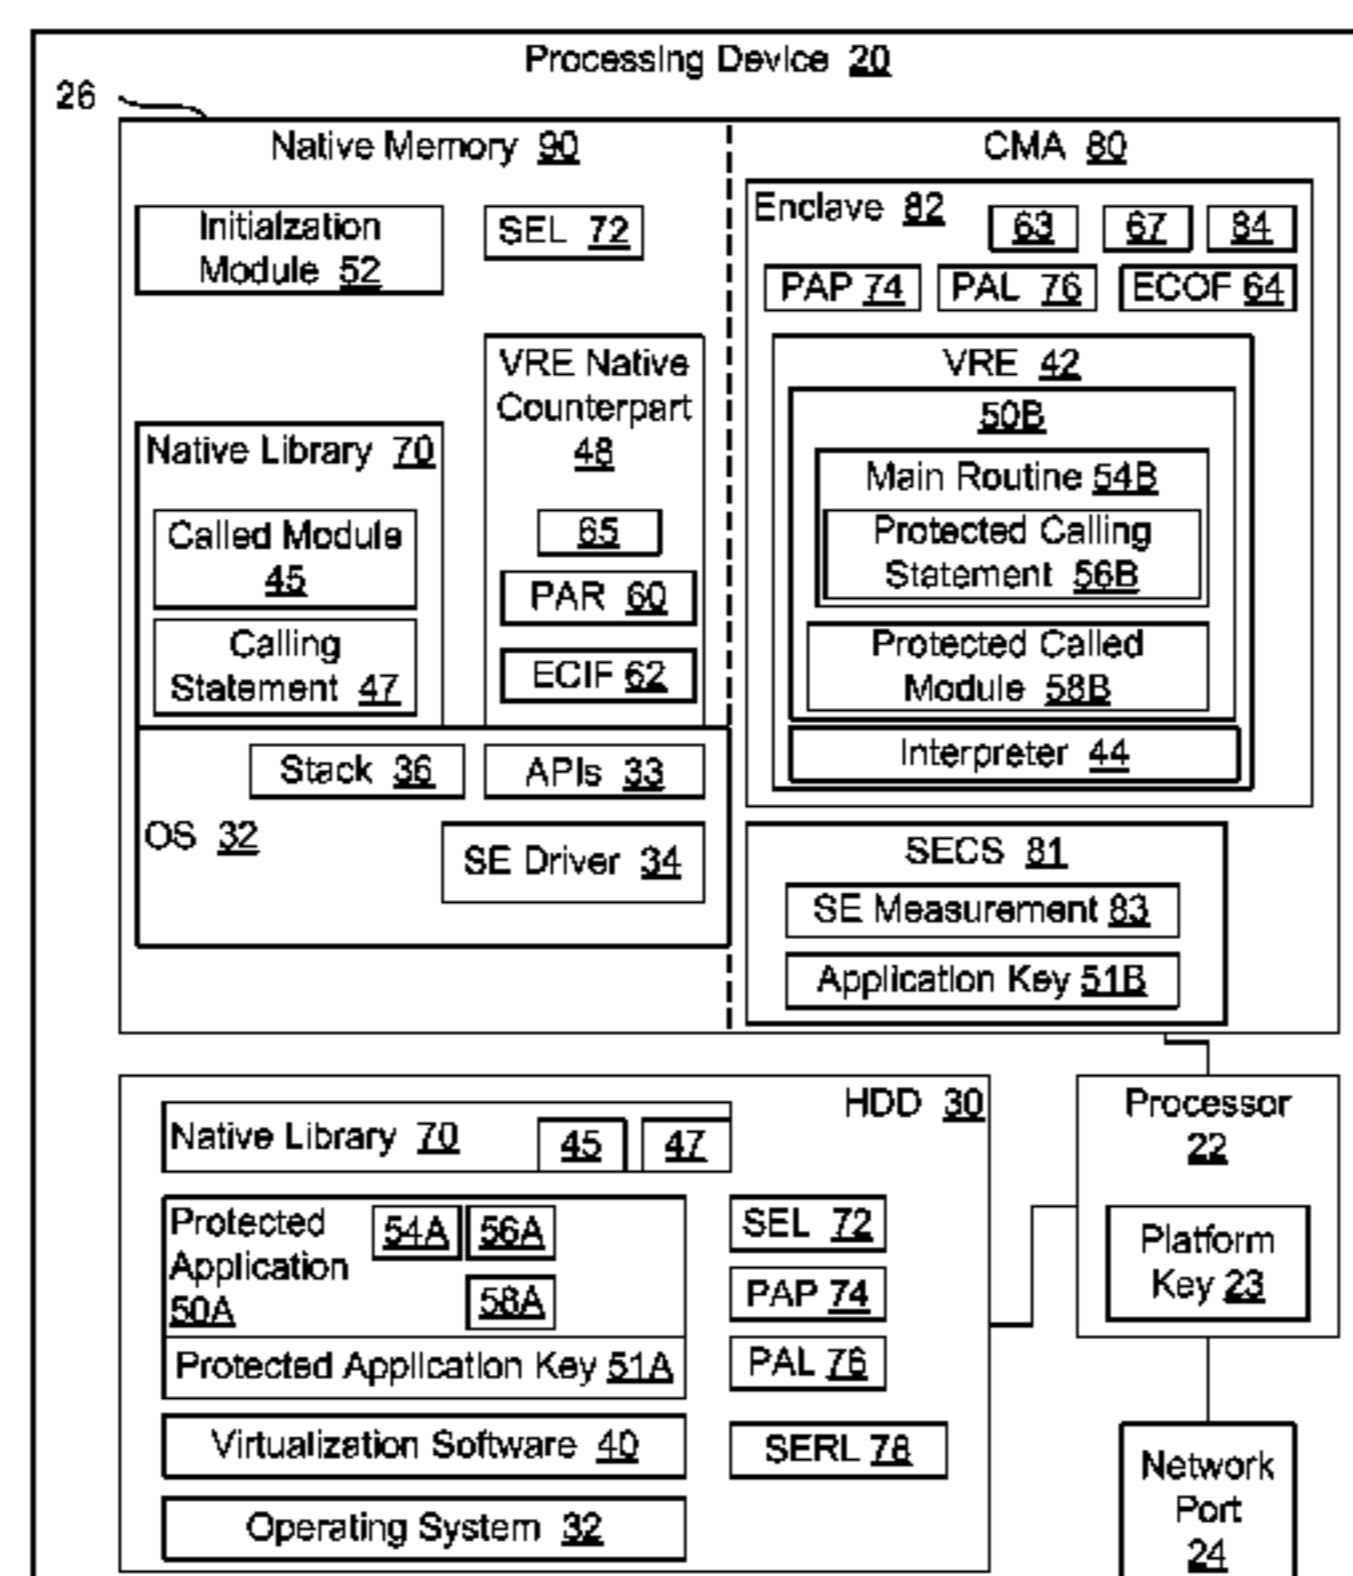 Processing Device 20
26
Native Memory 90
Initialzation
Module 52
SEL 72
VRE Native
Counterpart
48
65
PAR 60
ECIF 62
Native Library 70
Called Module
45
Calling
Statement 47
Stack 36
APIs 33
OS 32
SE Driver 34
CMA 80
Enclave 82
63
67
84
PAP 74
PAL 76
ECOF 64
VRE 42
50B
Main Routine 54B
Protected Calling
Statement 56B
Protected Called
Module 58B
Interpreter 44
SECS 81
SE Measurement 83
Application Key 51B
HDD 30
Native Library 70
45
47
Protected
Application
50A
54A
56A
58A
Protected Application Key 51A
Virtualization Software 40
Operating System 32
SEL 72
PAP 74
PAL 76
SERL 78
Processor
22
Platform
Key 23
Network
Port
24